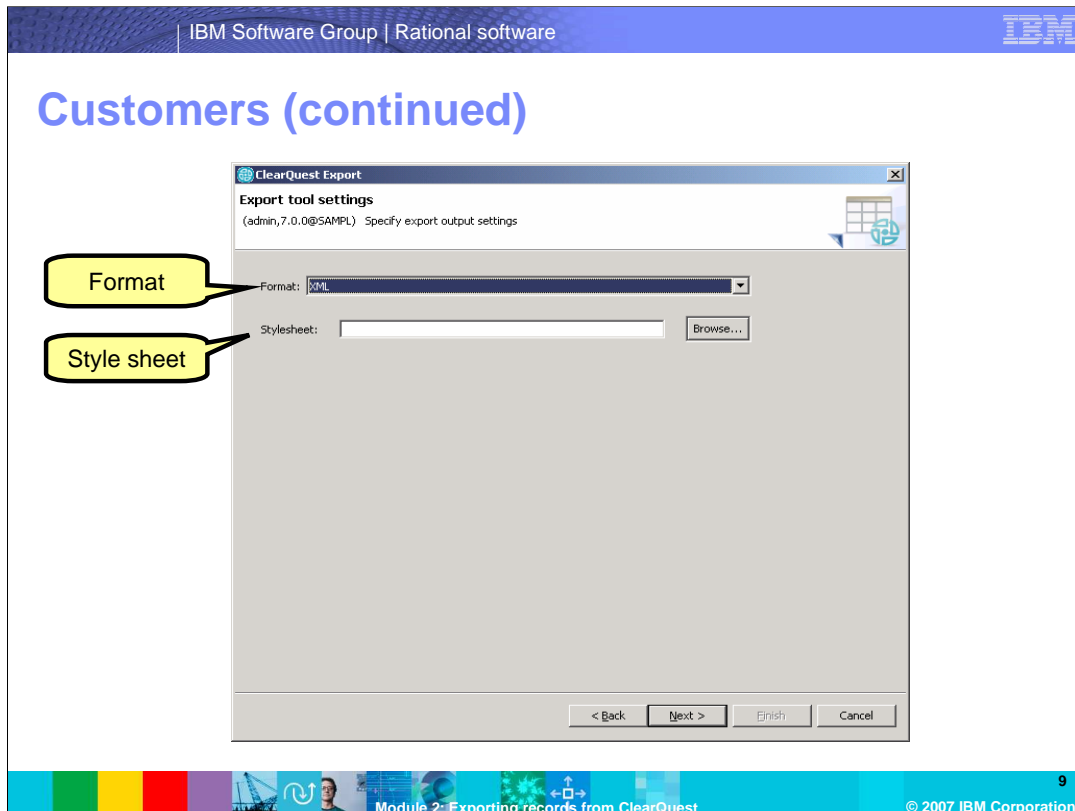 IBM Software Group | Rational software
IBM
Customers (continued)
ClearQuest Export
Export tool settings
(admin,7.0.0@SAMPL) Specify export output settings
Format
Format: XML
Stylesheet: Browse...
Style sheet
< Back Next > Finish Cancel
9
Module 2: Exporting records from ClearQuest © 2007 IBM Corporation